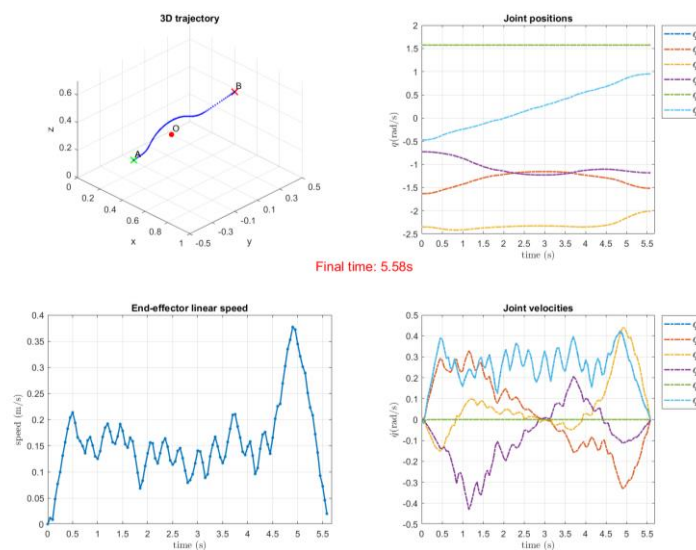 3D trajectory
0.6
0.4
0.2
0
z
A
O
B
0
0.2
0.4
0.6
0.8
1
x
-0.5
-0.3
-0.1
0.1
0.3
0.5
y
Joint positions
2
1.5
1
0.5
0
-0.5
-1
-1.5
-2
-2.5
q(rad/s)
0 0.5 1 1.5 2 2.5 3 3.5 4 4.5 5 5.5
time (s)
Final time: 5.58s
End-effector linear speed
0.4
0.35
0.3
0.25
0.2
0.15
0.1
0.05
0
speed (m/s)
0 0.5 1 1.5 2 2.5 3 3.5 4 4.5 5 5.5
time (s)
Joint velocities
0.5
0.4
0.3
0.2
0.1
0
-0.1
-0.2
-0.3
-0.4
-0.5
q̇(rad/s)
0 0.5 1 1.5 2 2.5 3 3.5 4 4.5 5 5.5
time (s)